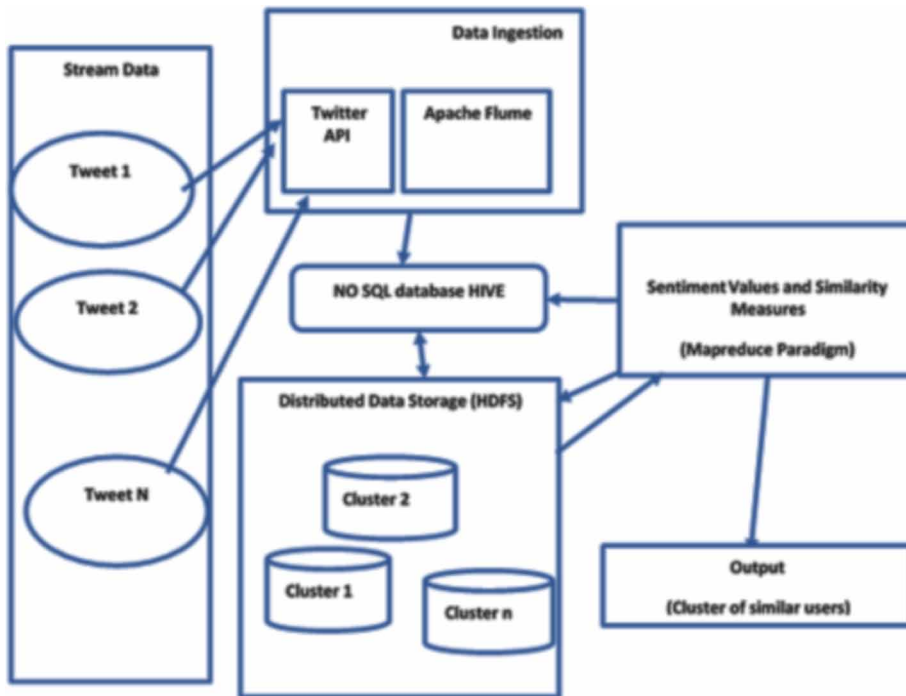 Stream Data
Tweet 1
Tweet 2
Tweet N
Data Ingestion
Twitter
API
Apache Flume
NO SQL database HIVE
Distributed Data Storage (HDFS)
Cluster 2
Cluster 1
Cluster n
Sentiment Values and Similarity
Measures
(Mapreduce Paradigm)
Output
(Cluster of similar users)